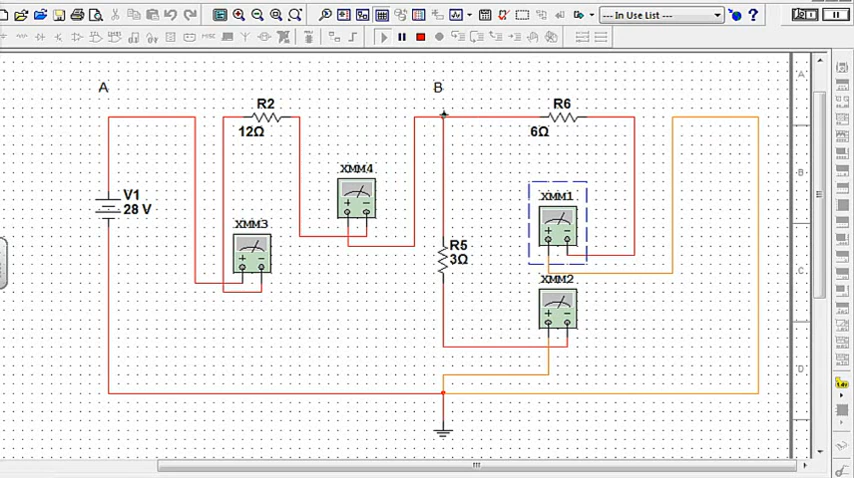 --- In Use List ---
A
B
R2
12Ω
R6
6Ω
XMM4
XMM1
V1
28 V
XMM3
R5
3Ω
XMM2
A
B
C
D